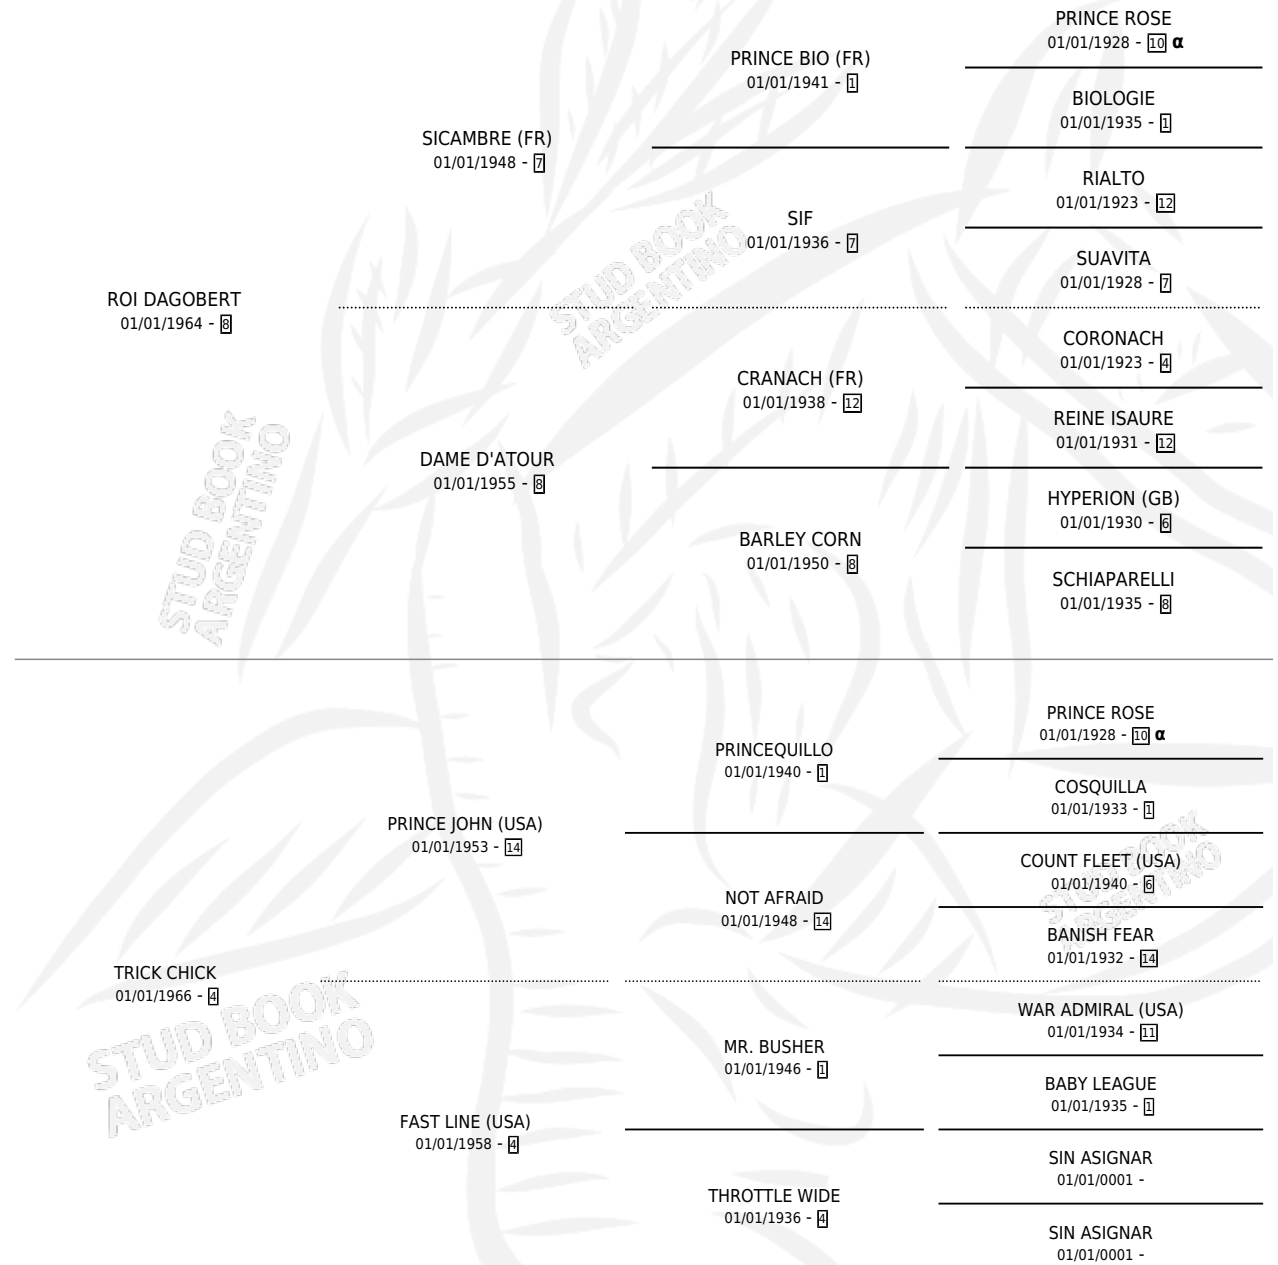 PRINCE ROSE
01/01/1928 - 10 α
PRINCE BIO (FR)
01/01/1941 - 1
BIOLOGIE
01/01/1935 - 1
SICAMBRE (FR)
01/01/1948 - 7
RIALTO
01/01/1923 - 12
SIF
01/01/1936 - 7
SUAVITA
01/01/1928 - 7
STUD BOOK
ARGENTINO
ROI DAGOBERT
01/01/1964 - 8
CORONACH
01/01/1923 - 4
CRANACH (FR)
01/01/1938 - 12
REINE ISAURE
01/01/1931 - 12
DAME D'ATOUR
01/01/1955 - 8
HYPERION (GB)
01/01/1930 - 6
BARLEY CORN
01/01/1950 - 8
SCHIAPARELLI
01/01/1935 - 8
STUD BOOK
ARGENTINO
PRINCE ROSE
01/01/1928 - 10 α
PRINCEQUILLO
01/01/1940 - 1
COSQUILLA
01/01/1933 - 1
PRINCE JOHN (USA)
01/01/1953 - 14
COUNT FLEET (USA)
01/01/1940 - 6
NOT AFRAID
01/01/1948 - 14
BANISH FEAR
01/01/1932 - 14
STUD BOOK
ARGENTINO
TRICK CHICK
01/01/1966 - 4
WAR ADMIRAL (USA)
01/01/1934 - 11
MR. BUSHER
01/01/1946 - 1
BABY LEAGUE
01/01/1935 - 1
STUD BOOK
ARGENTINO
FAST LINE (USA)
01/01/1958 - 4
SIN ASIGNAR
01/01/0001 -
THROTTLE WIDE
01/01/1936 - 4
SIN ASIGNAR
01/01/0001 -